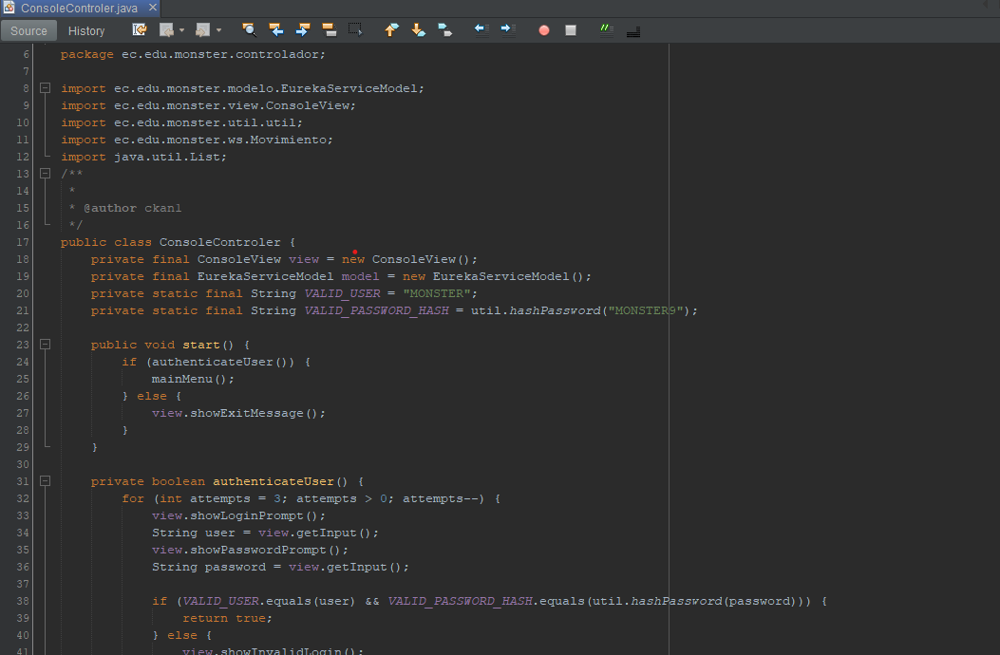 ConsoleControler.java
Source History
6 package ec.edu.monster.controlador;
7
8 import ec.edu.monster.modelo.EurekaServiceModel;
9 import ec.edu.monster.view.ConsoleView;
10 import ec.edu.monster.util.util;
11 import ec.edu.monster.ws.Movimiento;
12 import java.util.List;
13 /**
14 *
15 * @author ckanl
16 */
17 public class ConsoleControler {
18 private final ConsoleView view = new ConsoleView();
19 private final EurekaServiceModel model = new EurekaServiceModel();
20 private static final String VALID_USER = "MONSTER";
21 private static final String VALID_PASSWORD_HASH = util.hashPassword("MONSTER9");
22
23 public void start() {
24 if (authenticateUser()) {
25 mainMenu();
26 } else {
27 view.showExitMessage();
28 }
29 }
30
31 private boolean authenticateUser() {
32 for (int attempts = 3; attempts > 0; attempts--) {
33 view.showLoginPrompt();
34 String user = view.getInput();
35 view.showPasswordPrompt();
36 String password = view.getInput();
37
38 if (VALID_USER.equals(user) && VALID_PASSWORD_HASH.equals(util.hashPassword(password))) {
39 return true;
40 } else {
41 view.showInvalidLogin();